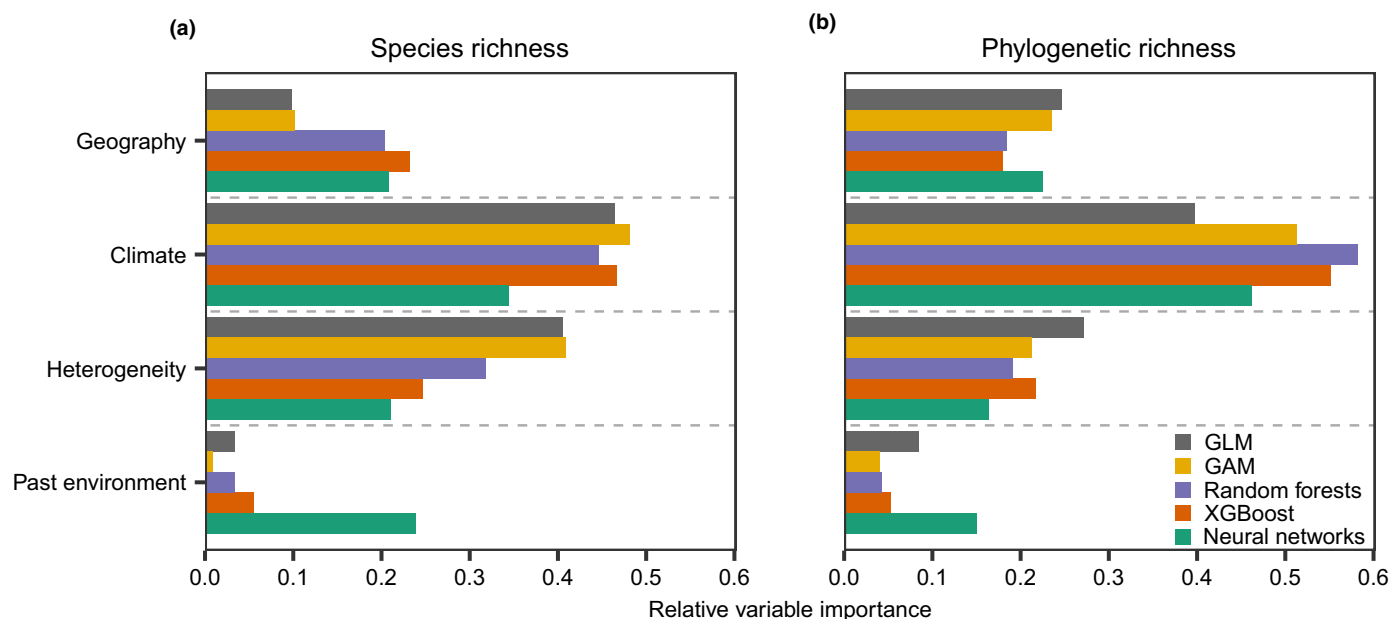 (a)
Species richness
(b)
Phylogenetic richness
Geography
Climate
Heterogeneity
Past environment
GLM
GAM
Random forests
XGBoost
Neural networks
0.0 0.1 0.2 0.3 0.4 0.5 0.6
0.0 0.1 0.2 0.3 0.4 0.5 0.6
Relative variable importance